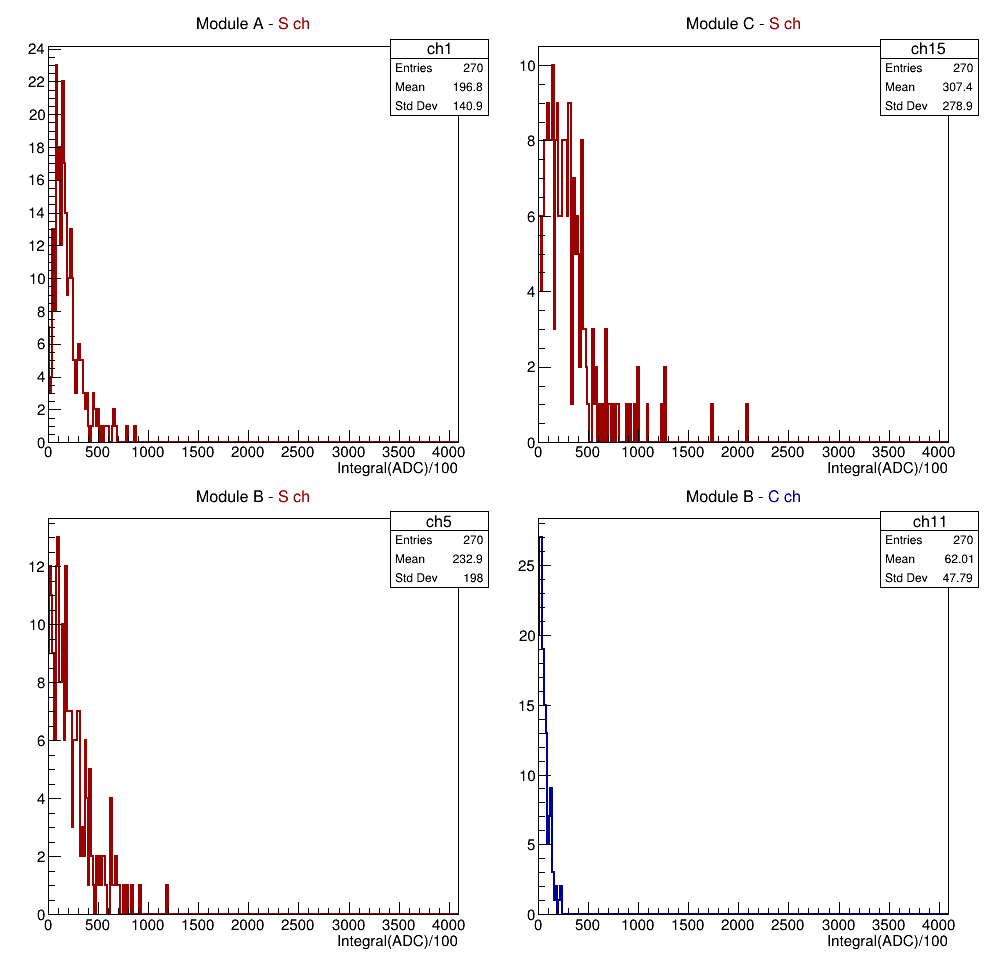 Module A - S ch
ch1
Entries 270
Mean 196.8
Std Dev 140.9
24
22
20
18
16
14
12
10
8
6
4
2
0
0 500 1000 1500 2000 2500 3000 3500 4000
Integral(ADC)/100
Module C - S ch
ch15
Entries 270
Mean 307.4
Std Dev 278.9
10
8
6
4
2
0
0 500 1000 1500 2000 2500 3000 3500 4000
Integral(ADC)/100
Module B - S ch
ch5
Entries 270
Mean 232.9
Std Dev 198
12
10
8
6
4
2
0
0 500 1000 1500 2000 2500 3000 3500 4000
Integral(ADC)/100
Module B - C ch
ch11
Entries 270
Mean 62.01
Std Dev 47.79
25
20
15
10
5
0
0 500 1000 1500 2000 2500 3000 3500 4000
Integral(ADC)/100